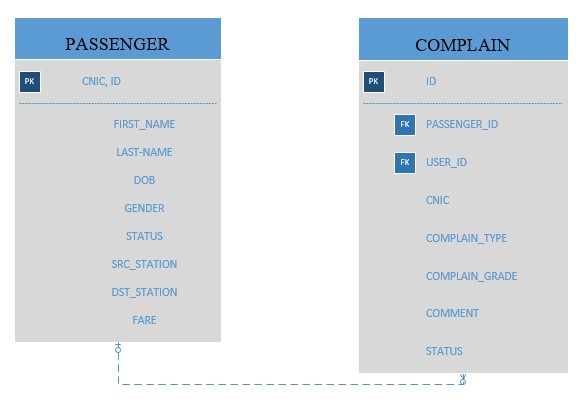 PASSENGER
PK CNIC, ID
FIRST_NAME
LAST-NAME
DOB
GENDER
STATUS
SRC_STATION
DST_STATION
FARE
COMPLAIN
PK ID
FK PASSENGER_ID
FK USER_ID
CNIC
COMPLAIN_TYPE
COMPLAIN_GRADE
COMMENT
STATUS